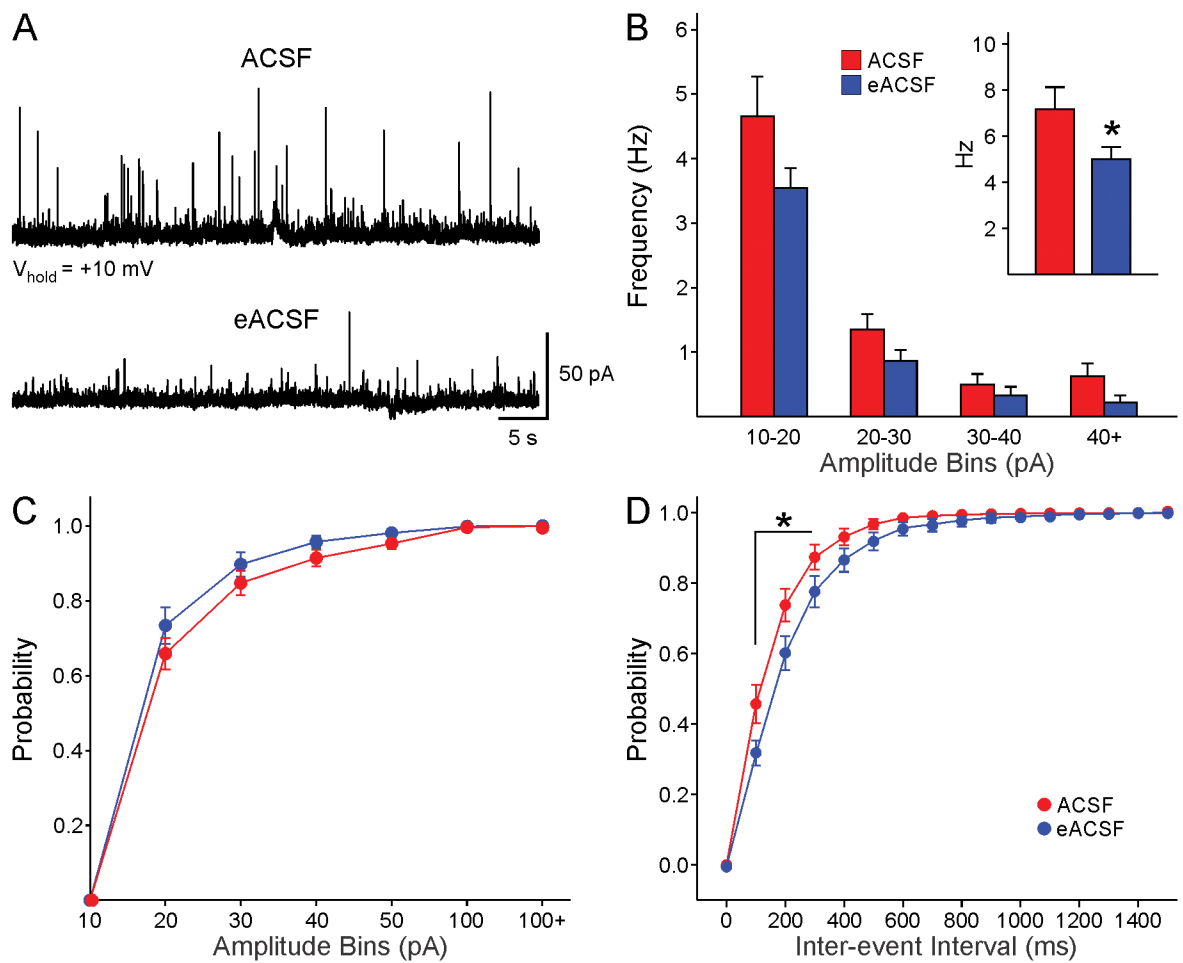 A
ACSF
Vhold = +10 mV
eACSF
50 pA
5 s
B
6
5
4
3
2
1
Frequency (Hz)
ACSF
eACSF
10
8
6
4
2
Hz
*
10-20 20-30 30-40 40+
Amplitude Bins (pA)
C
1.0
0.8
0.6
0.4
0.2
Probability
10 20 30 40 50 100 100+
Amplitude Bins (pA)
D
1.0
0.8
0.6
0.4
0.2
0.0
Probability
*
ACSF
eACSF
0 200 400 600 800 1000 1200 1400
Inter-event Interval (ms)